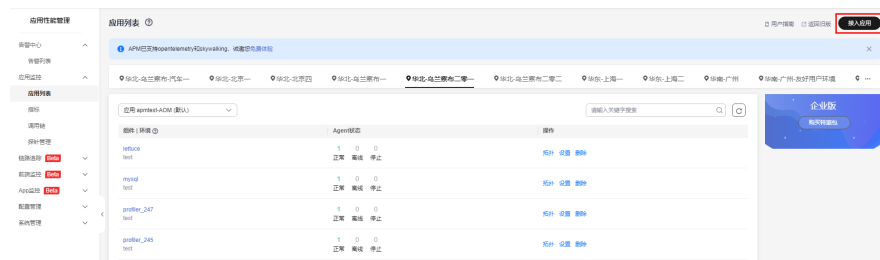 应用性能管理
告警中心
告警列表
应用监控
应用列表
指标
调用链
探针管理
链路追踪 Beta
前端监控 Beta
App监控 Beta
配置管理
系统管理
应用列表
用户指南 返回旧版 接入应用
APM已支持opentelemetry和skywalking，诚邀您免费体验
华北-乌兰察布-汽车一 华北-北京一 华北-北京四 华北-乌兰察布一 华北-乌兰察布二零一 华北-乌兰察布二零二 华东-上海一 华东-上海二 华南-广州 华南-广州-友好用户环境
应用 apmtest-AOM (默认) 请输入关键字搜索
组件 | 环境 Agent状态 操作
lettuce 1 0 0
test 正常 离线 停止 拓扑 设置 删除
mysql 1 0 0
test 正常 离线 停止 拓扑 设置 删除
profiler_247 1 0 0
test 正常 离线 停止 拓扑 设置 删除
profiler_245 1 0 0
test 正常 离线 停止 拓扑 设置 删除
企业版
购买套餐包